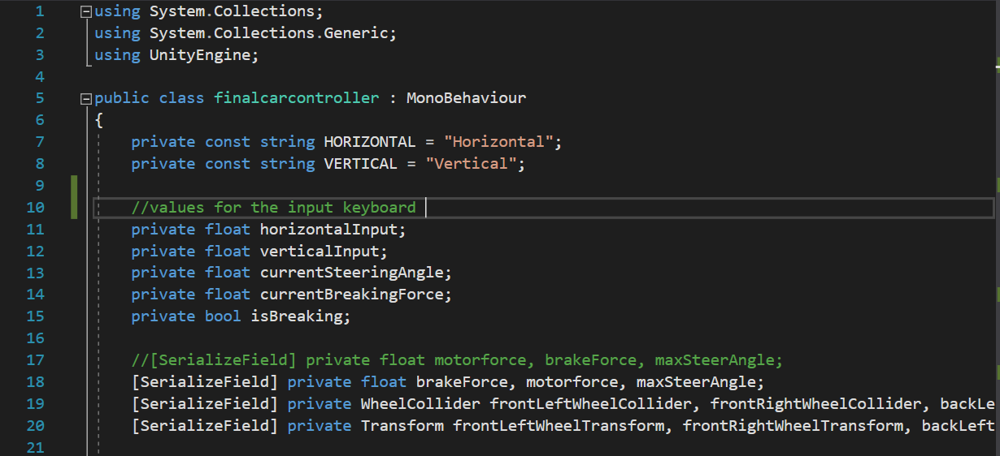 1 using System.Collections;
2 using System.Collections.Generic;
3 using UnityEngine;
4
5 public class finalcarcontroller : MonoBehaviour
6 {
7 private const string HORIZONTAL = "Horizontal";
8 private const string VERTICAL = "Vertical";
9
10 //values for the input keyboard
11 private float horizontalInput;
12 private float verticalInput;
13 private float currentSteeringAngle;
14 private float currentBreakingForce;
15 private bool isBreaking;
16
17 //[SerializeField] private float motorforce, brakeForce, maxSteerAngle;
18 [SerializeField] private float brakeForce, motorforce, maxSteerAngle;
19 [SerializeField] private WheelCollider frontLeftWheelCollider, frontRightWheelCollider, backLe
20 [SerializeField] private Transform frontLeftWheelTransform, frontRightWheelTransform, backLeft
21